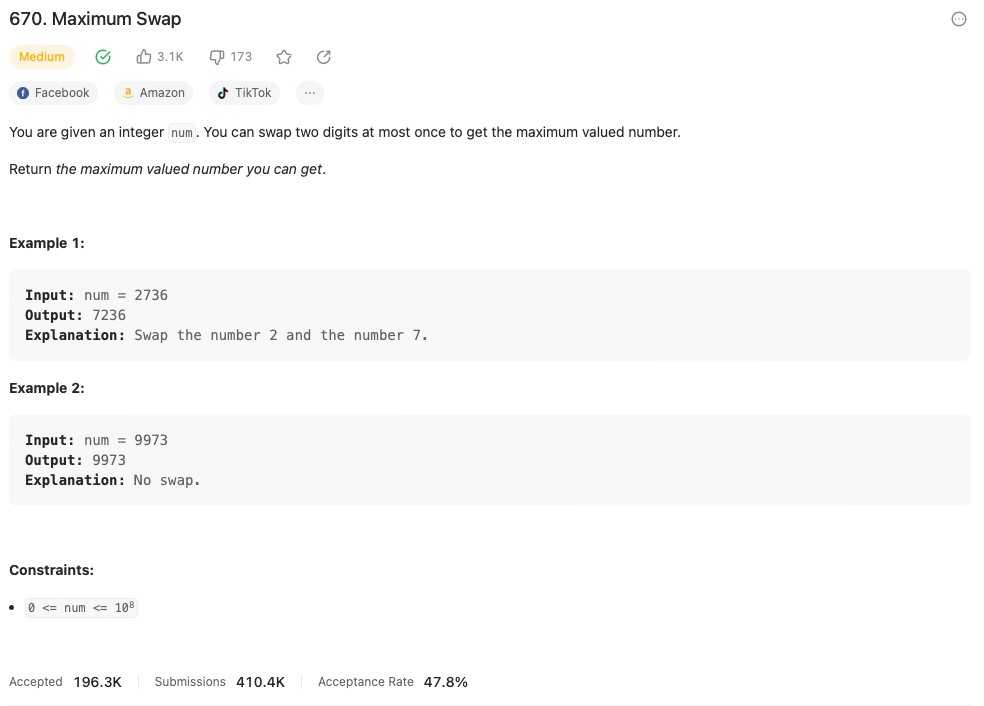 670. Maximum Swap
Medium 3.1K 173
Facebook Amazon TikTok ...
You are given an integer num. You can swap two digits at most once to get the maximum valued number.
Return the maximum valued number you can get.
Example 1:
Input: num = 2736
Output: 7236
Explanation: Swap the number 2 and the number 7.
Example 2:
Input: num = 9973
Output: 9973
Explanation: No swap.
Constraints:
• 0 <= num <= 10⁸
Accepted 196.3K Submissions 410.4K Acceptance Rate 47.8%